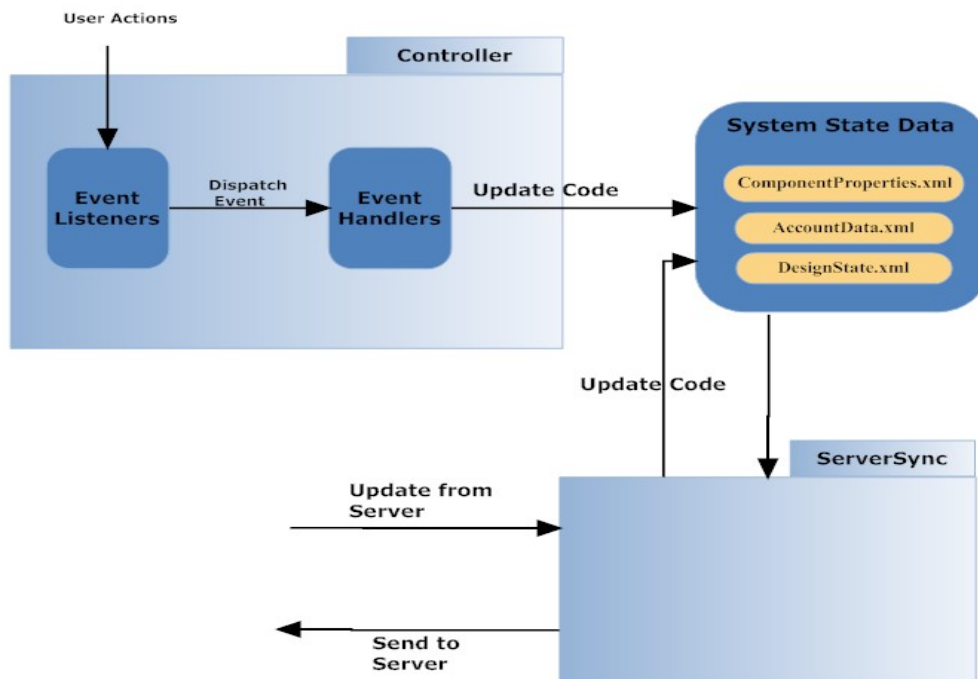 User Actions
Controller
System State Data
ComponentProperties.xml
AccountData.xml
DesignState.xml
Event
Listeners
Dispatch
Event
Event
Handlers
Update Code
Update Code
ServerSync
Update from
Server
Send to
Server